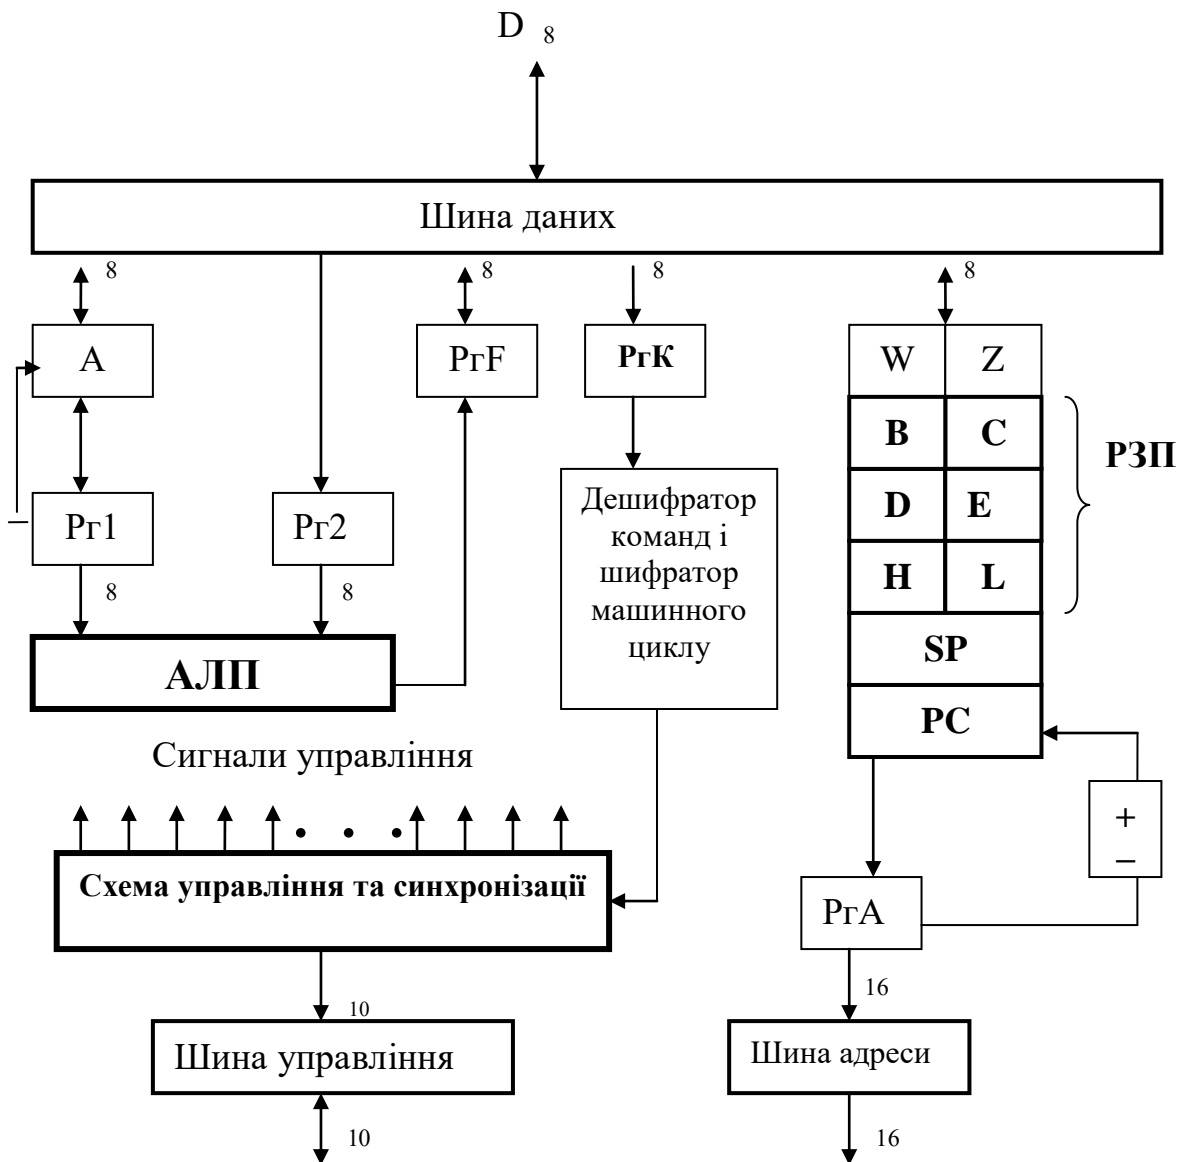 D 8
Шина даних
8 8 8 8
А РгF РгК W Z
B C
РЗП
D E
H L
Рг1 Рг2
Дешифратор
команд і
шифратор
машинного
циклу
8 8
АЛП
SP
PC
Сигнали управління
. . .
+
–
Схема управління та синхронізації
РгА
10
16
Шина управління
Шина адреси
10
16